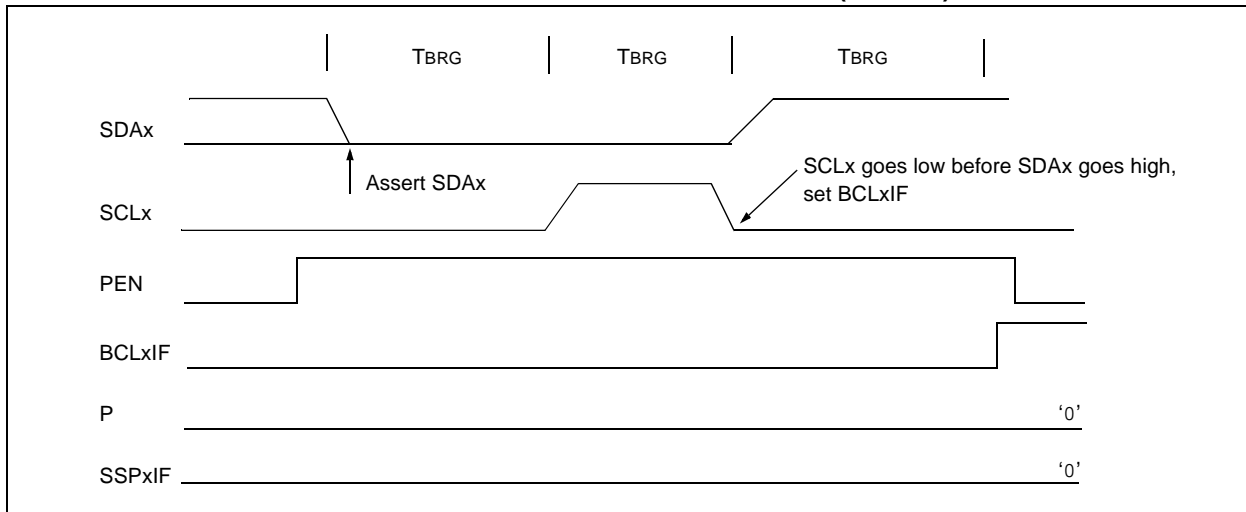 TBRG TBRG TBRG
SDAx
Assert SDAx
SCLx goes low before SDAx goes high,
set BCLxIF
SCLx
PEN
BCLxIF
P ‘0’
SSPxIF ‘0’